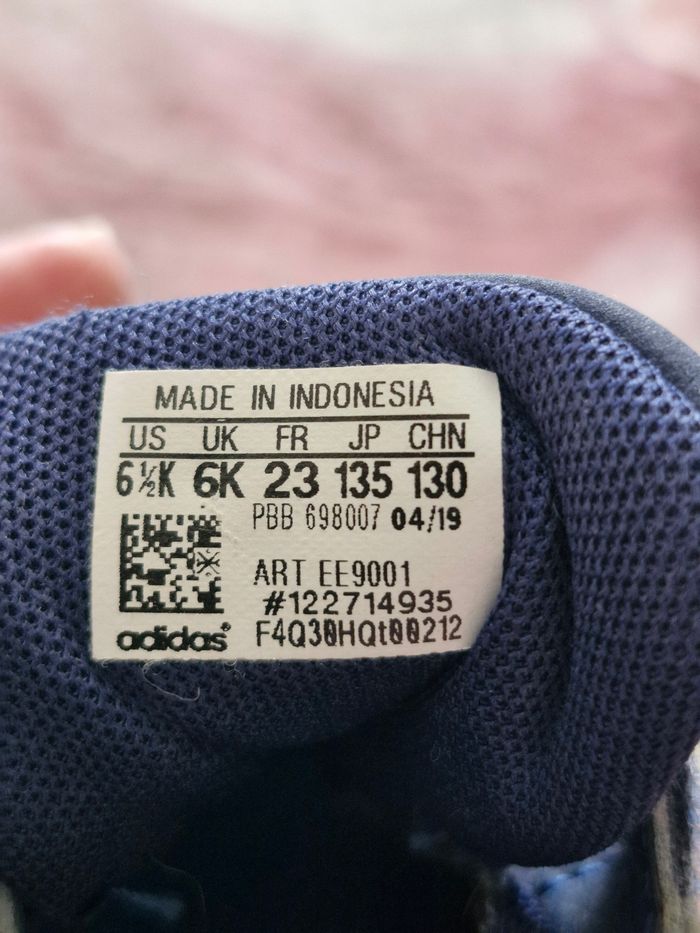 MADE IN INDONESIA
US UK FR JP CHN
6½K 6K 23 135 130
PBB 698007 04/19
ART EE9001
#122714935
adidas® F4Q30HQt00212